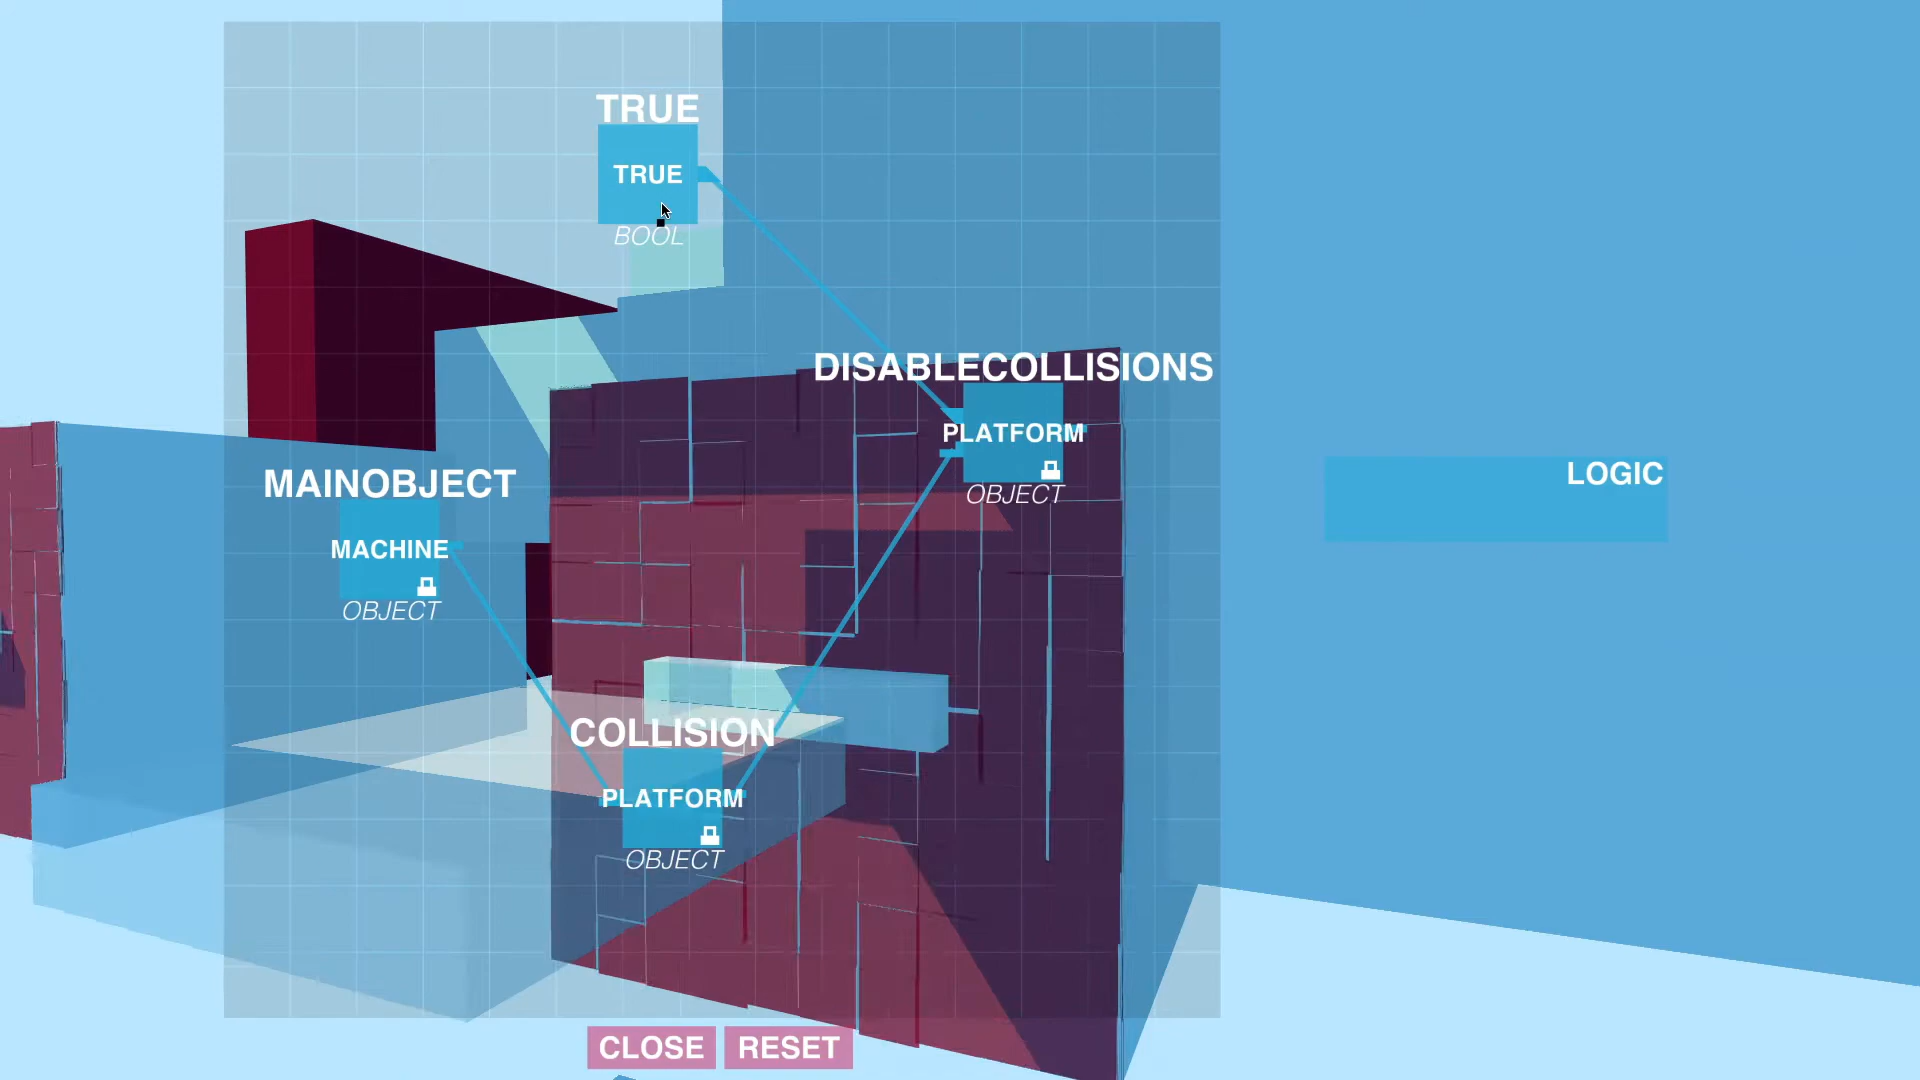 TRUE
TRUE
BOOL
DISABLECOLLISIONS
PLATFORM
OBJECT
MAINOBJECT
MACHINE
OBJECT
LOGIC
COLLISION
PLATFORM
OBJECT
CLOSE
RESET